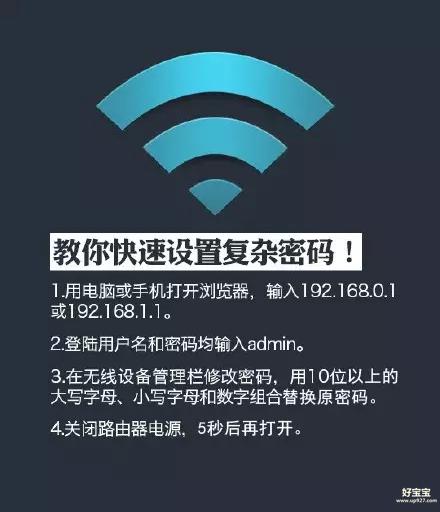 教你快速设置复杂密码！
1.用电脑或手机打开浏览器，输入192.168.0.1
或192.168.1.1。
2.登陆用户名和密码均输入admin。
3.在无线设备管理栏修改密码，用10位以上的
大写字母、小写字母和数字组合替换原密码。
4.关闭路由器电源，5秒后再打开。
好宝宝
www.up927.com